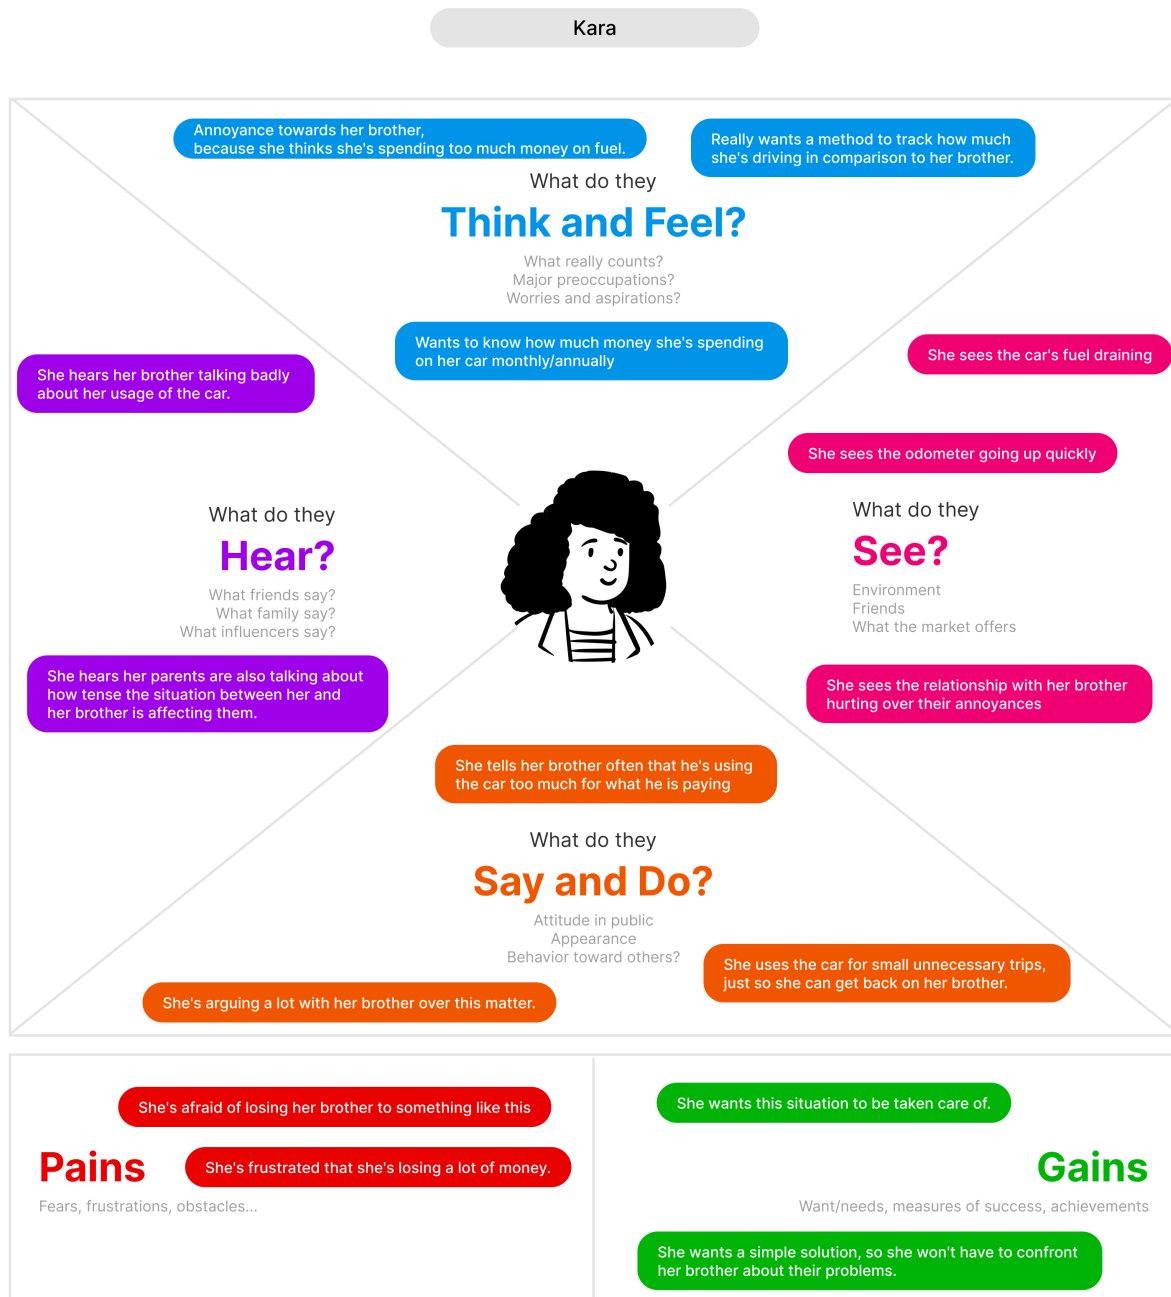 Kara
Annoyance towards her brother,
because she thinks she's spending too much money on fuel.
Really wants a method to track how much
she's driving in comparison to her brother.
What do they
Think and Feel?
What really counts?
Major preoccupations?
Worries and aspirations?
Wants to know how much money she's spending
on her car monthly/annually
She hears her brother talking badly
about her usage of the car.
What do they
Hear?
What friends say?
What family say?
What influencers say?
She hears her parents are also talking about
how tense the situation between her and
her brother is affecting them.
She sees the car's fuel draining
She sees the odometer going up quickly
What do they
See?
Environment
Friends
What the market offers
She sees the relationship with her brother
hurting over their annoyances
She tells her brother often that he's using
the car too much for what he is paying
What do they
Say and Do?
Attitude in public
Appearance
Behavior toward others?
She uses the car for small unnecessary trips,
just so she can get back on her brother.
She's arguing a lot with her brother over this matter.
She's afraid of losing her brother to something like this
Pains
She's frustrated that she's losing a lot of money.
Fears, frustrations, obstacles...
She wants this situation to be taken care of.
Gains
Want/needs, measures of success, achievements
She wants a simple solution, so she won't have to confront
her brother about their problems.